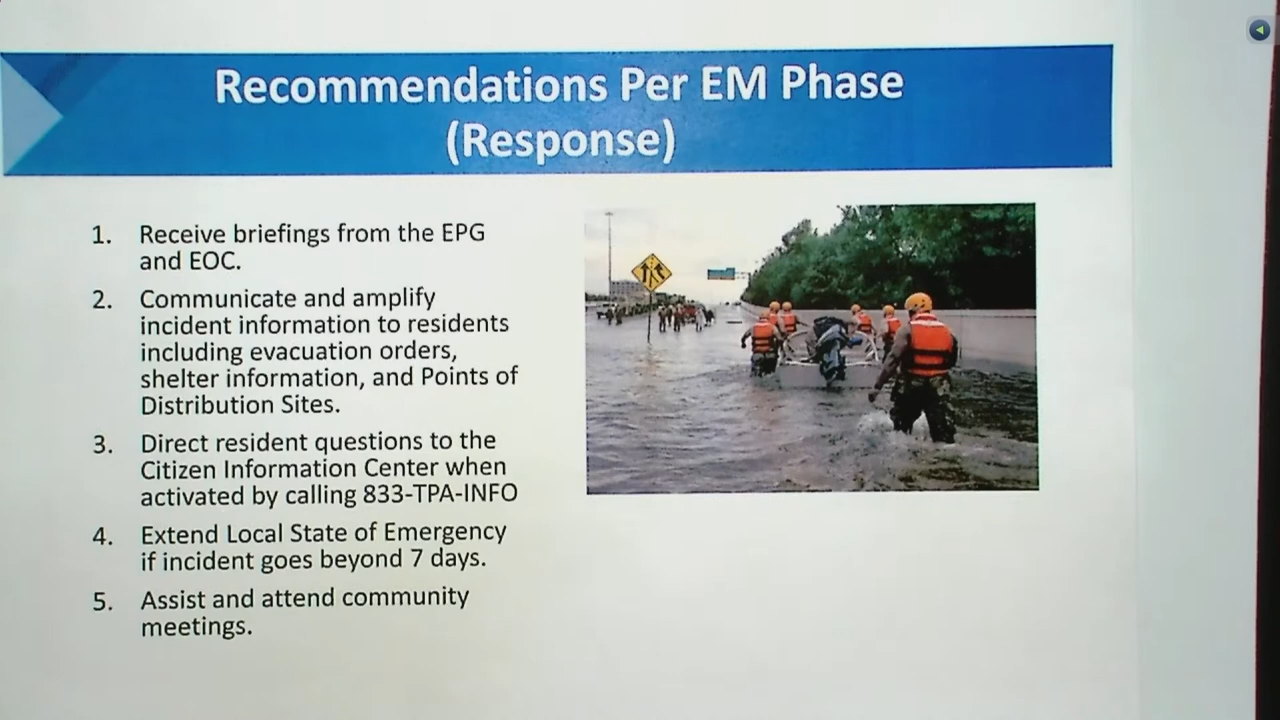 Recommendations Per EM Phase
(Response)
1. Receive briefings from the EPG
and EOC.
2. Communicate and amplify
incident information to residents
including evacuation orders,
shelter information, and Points of
Distribution Sites.
3. Direct resident questions to the
Citizen Information Center when
activated by calling 833-TPA-INFO
4. Extend Local State of Emergency
if incident goes beyond 7 days.
5. Assist and attend community
meetings.